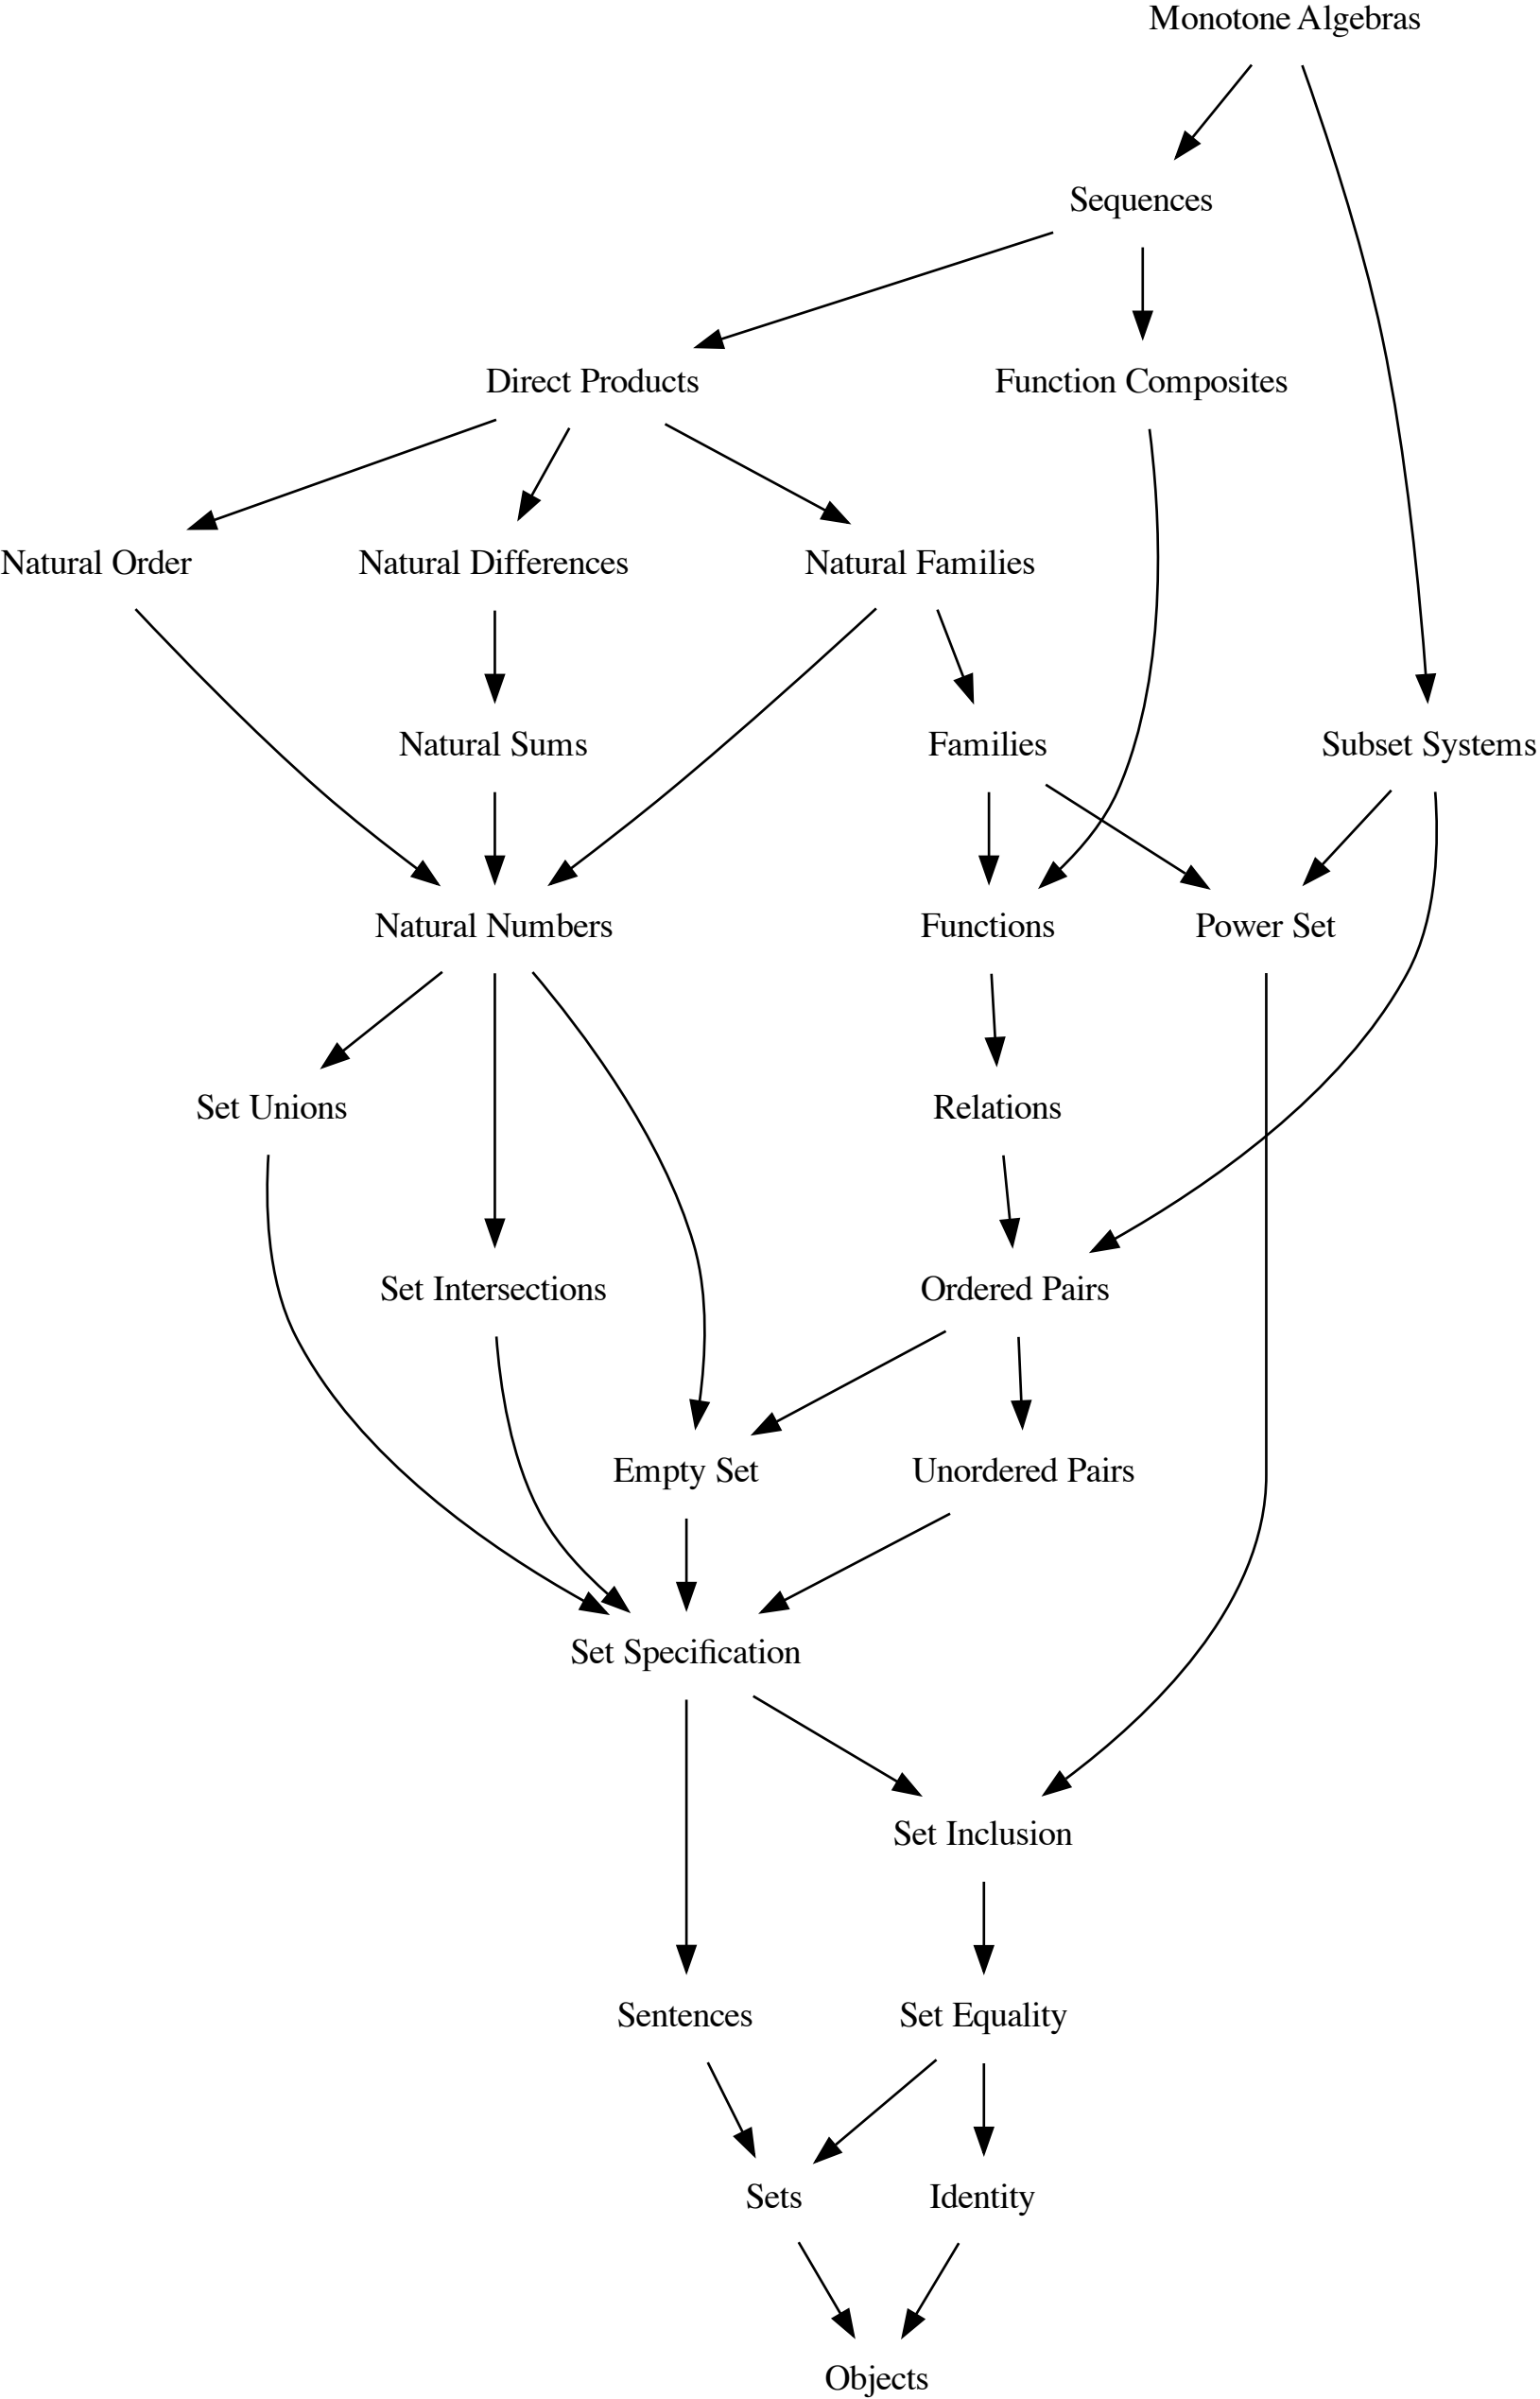 Monotone Algebras
Sequences
Direct Products
Function Composites
Natural Order
Natural Differences
Natural Families
Natural Sums
Families
Subset Systems
Natural Numbers
Functions
Power Set
Set Unions
Relations
Set Intersections
Ordered Pairs
Empty Set
Unordered Pairs
Set Specification
Set Inclusion
Sentences
Set Equality
Sets
Identity
Objects